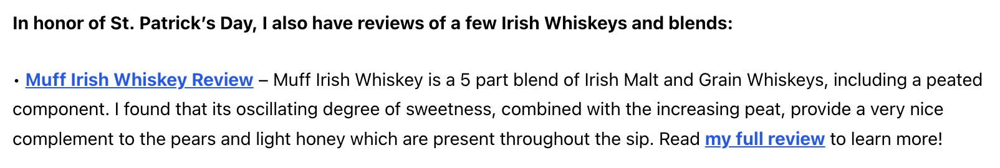 In honor of St. Patrick’s Day, I also have reviews of a few Irish Whiskeys and blends:
• Muff Irish Whiskey Review – Muff Irish Whiskey is a 5 part blend of Irish Malt and Grain Whiskeys, including a peated
component. I found that its oscillating degree of sweetness, combined with the increasing peat, provide a very nice
complement to the pears and light honey which are present throughout the sip. Read my full review to learn more!